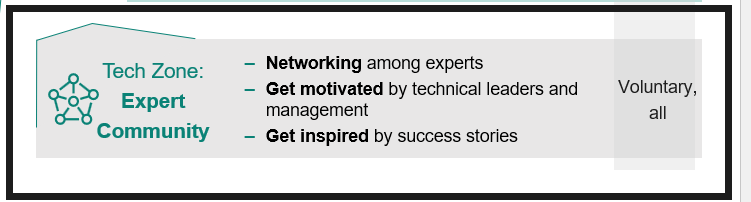 Tech Zone:
Expert
Community
– Networking among experts
– Get motivated by technical leaders and
management
– Get inspired by success stories
Voluntary,
all